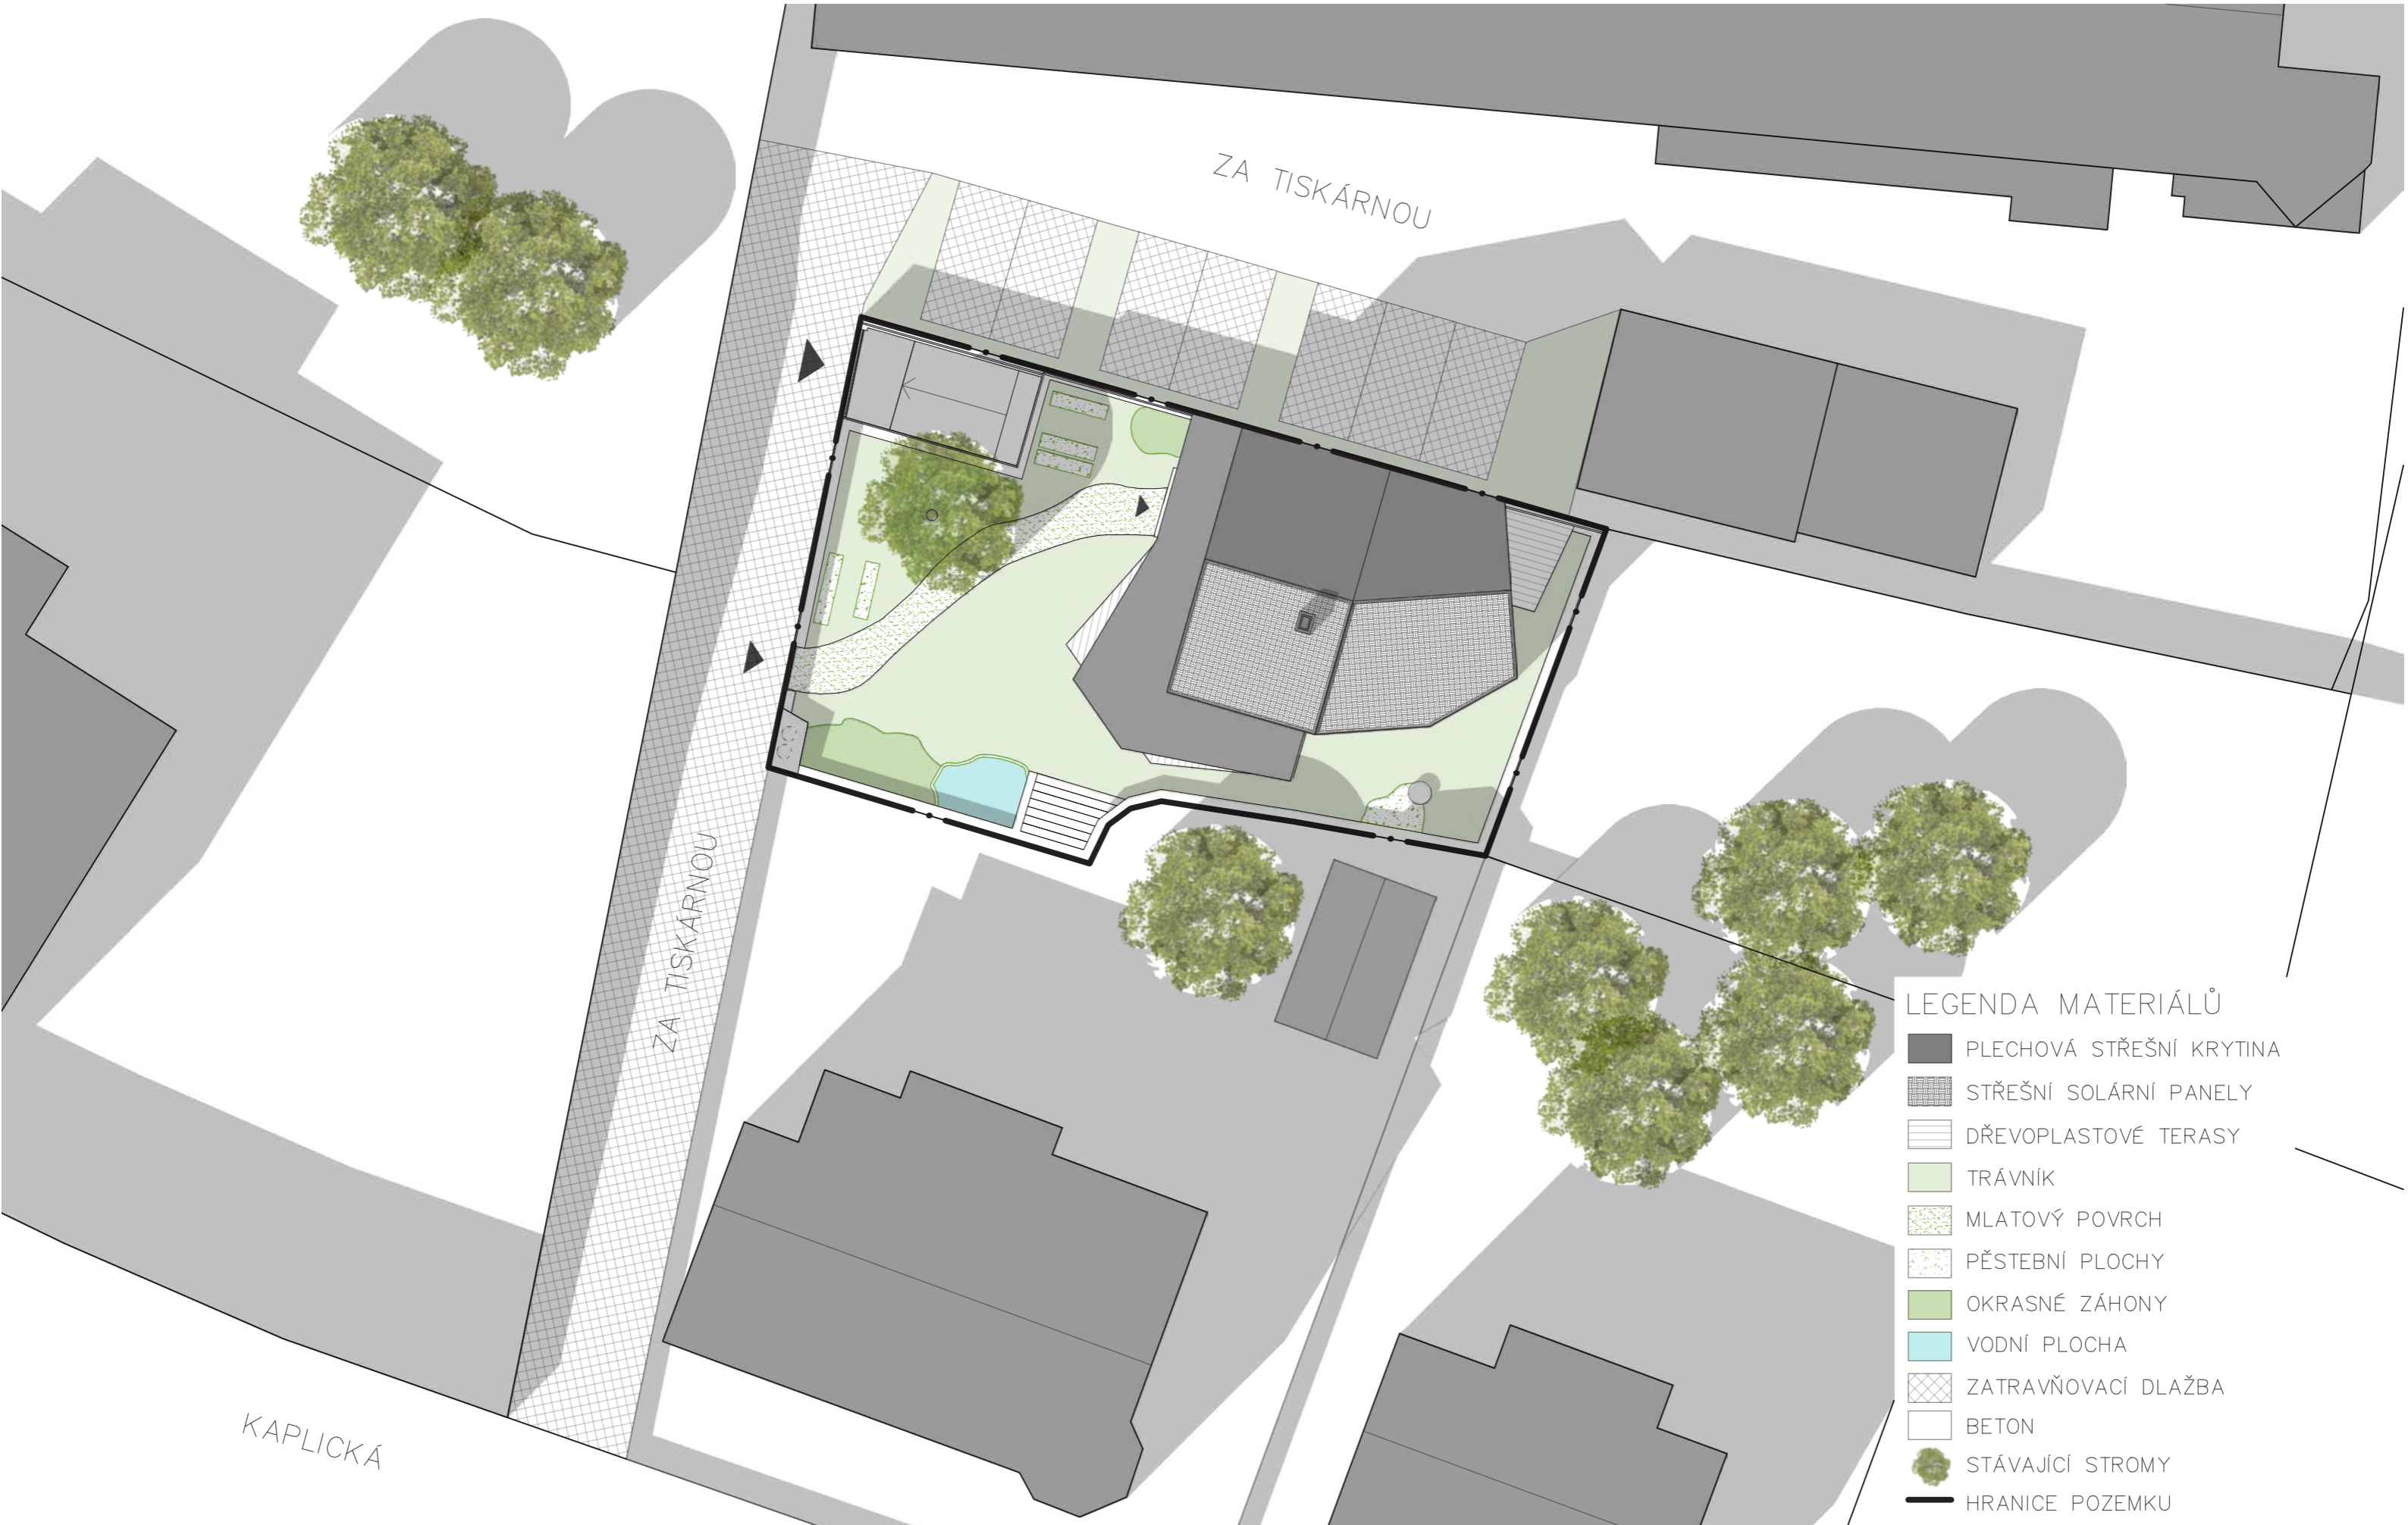 ZA TISKÁRNOU
ZA TISKÁRNOU
KAPLICKÁ
LEGENDA MATERIÁLŮ
PLECHOVÁ STŘEŠNÍ KRYTINA
STŘEŠNÍ SOLÁRNÍ PANELY
DŘEVOPLASTOVÉ TERASY
TRÁVNÍK
MLATOVÝ POVRCH
PĚSTEBNÍ PLOCHY
OKRASNÉ ZÁHONY
VODNÍ PLOCHA
ZATRAVŇOVACÍ DLAŽBA
BETON
STÁVAJÍCÍ STROMY
HRANICE POZEMKU